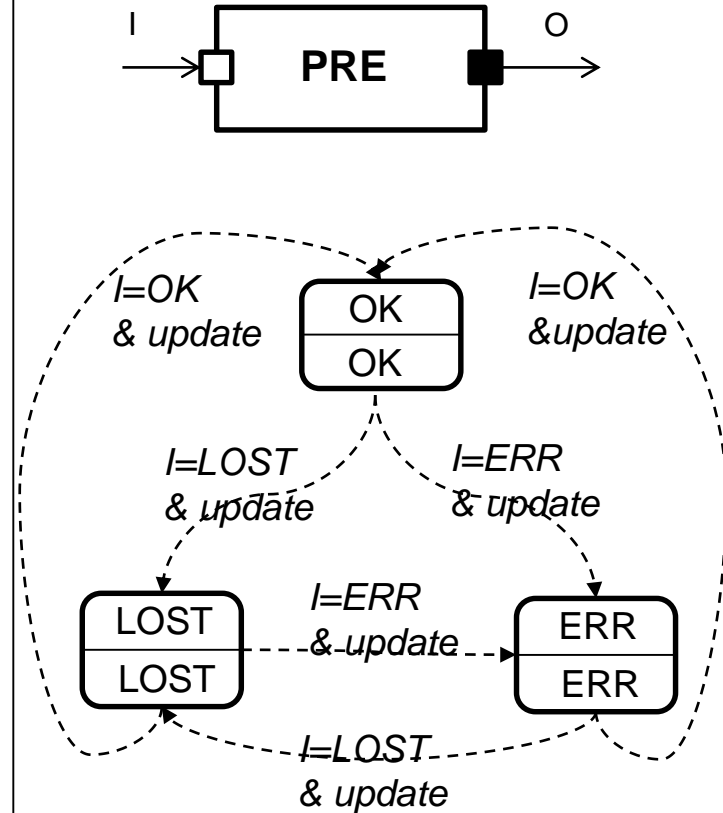 I
O
PRE
I=OK
& update
I=OK
&update
OK
OK
I=LOST
& update
I=ERR
& update
LOST
LOST
I=ERR
& update
ERR
ERR
I=LOST
& update